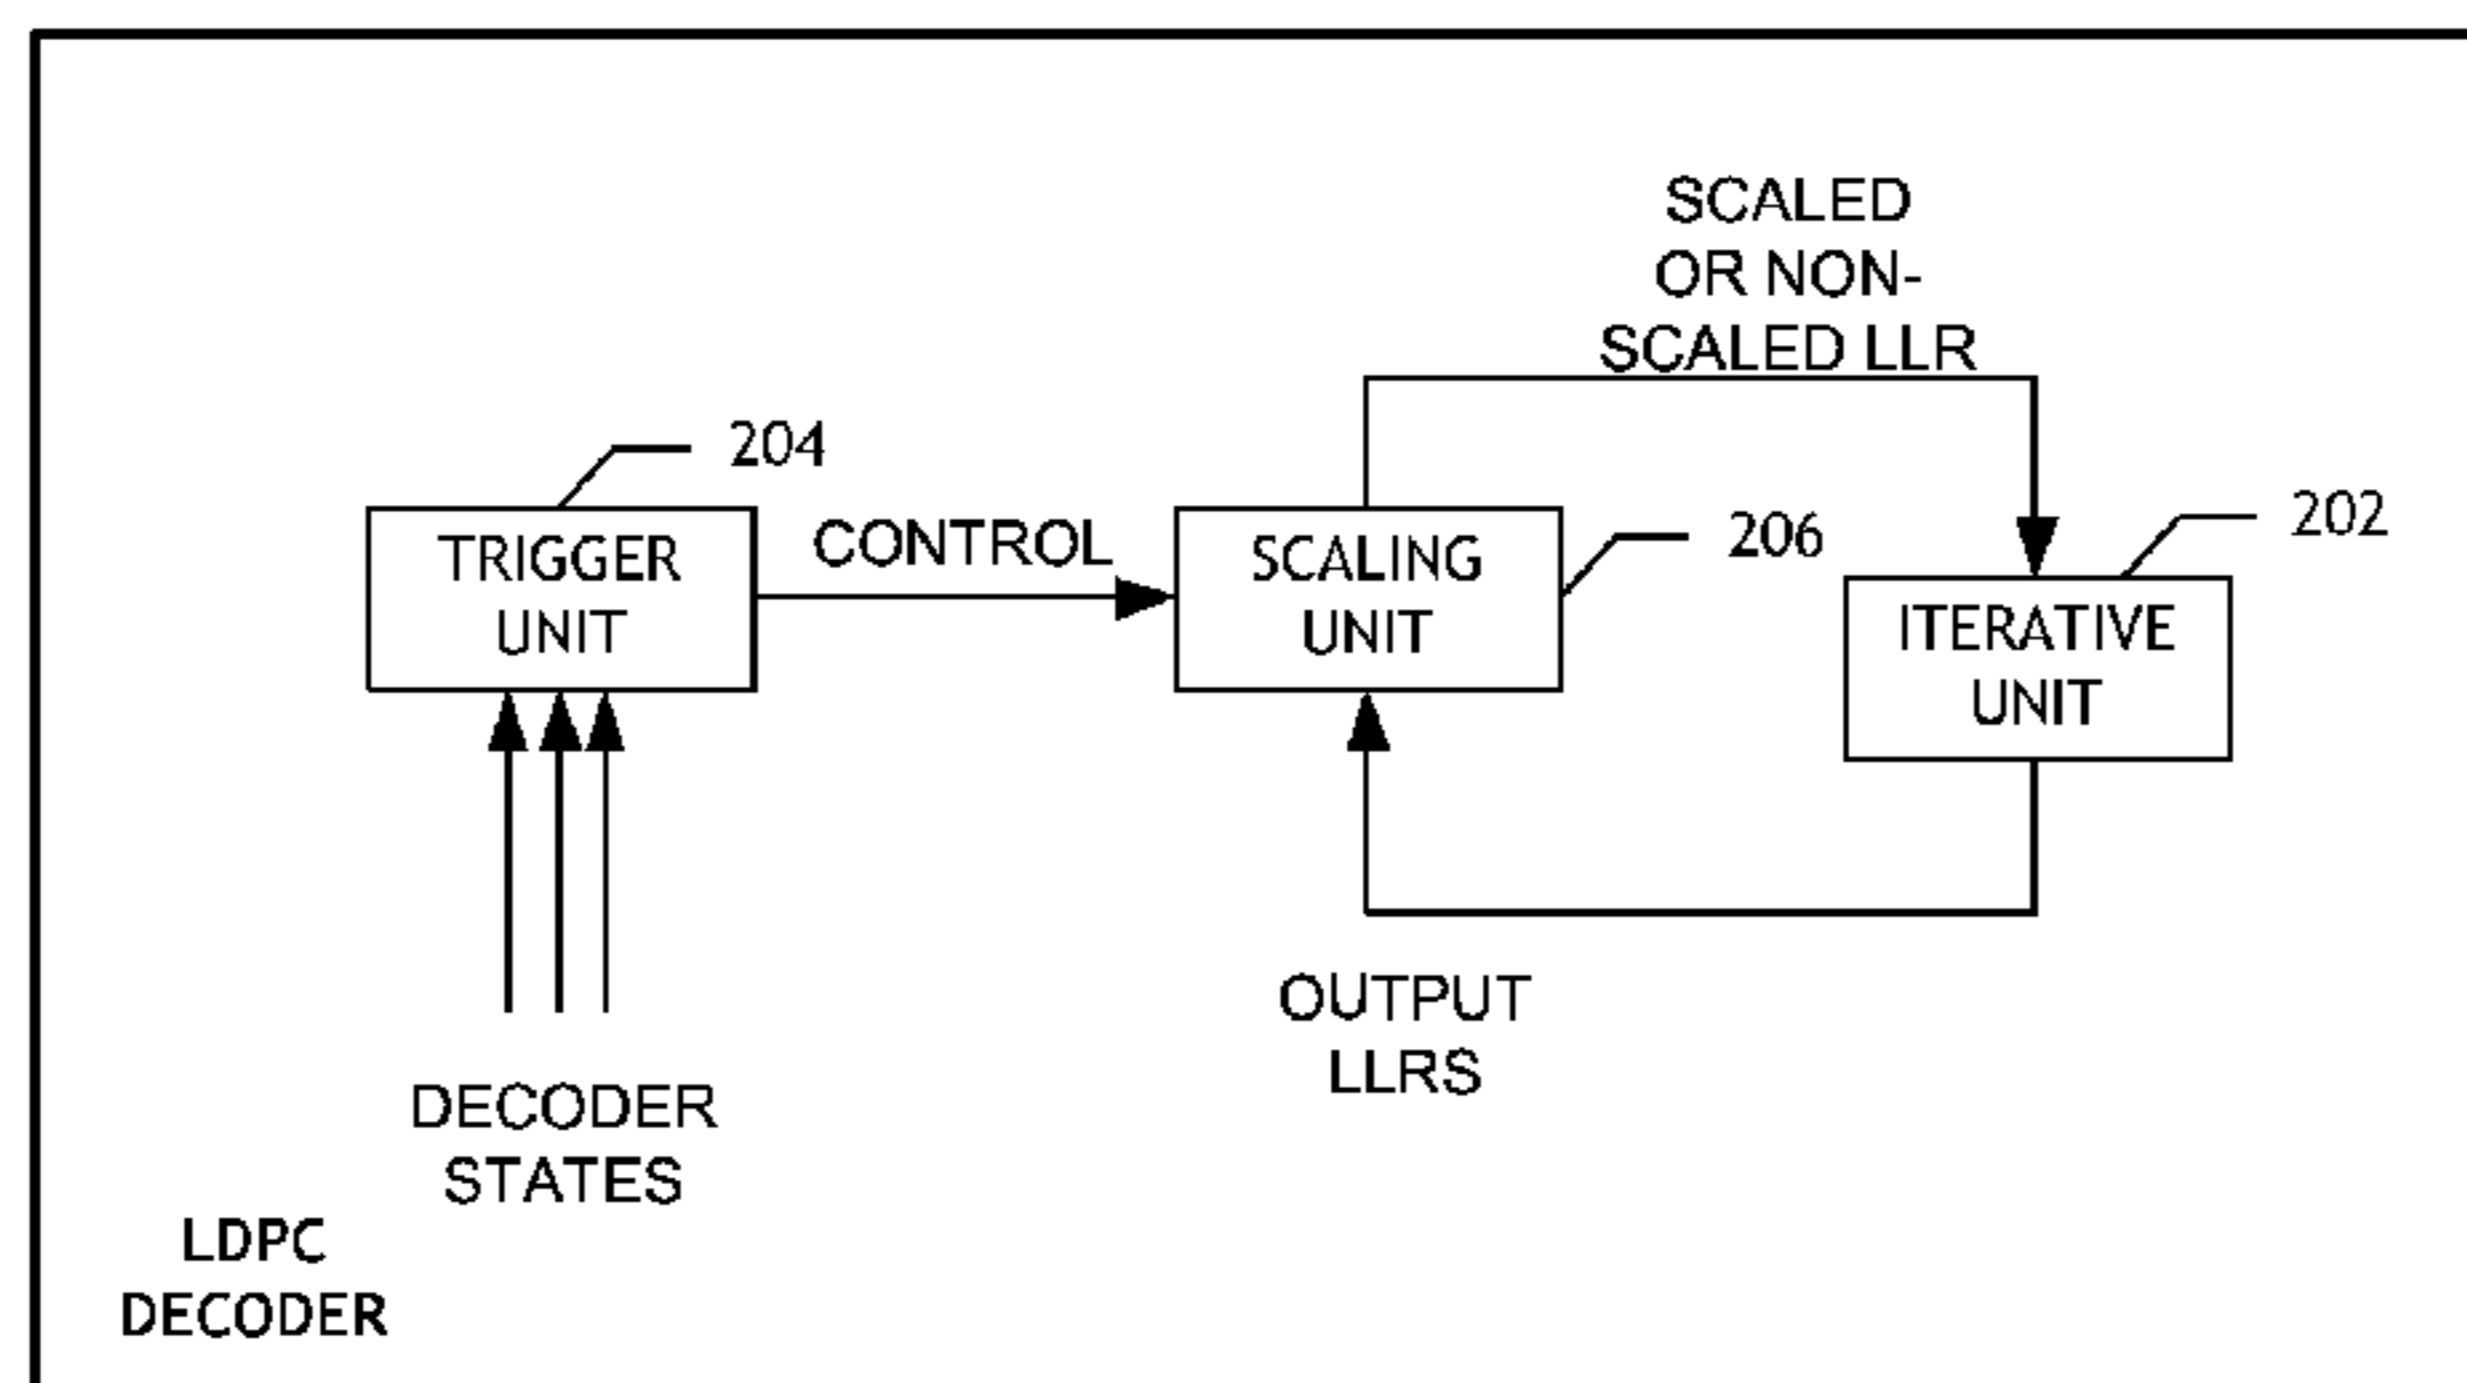 SCALED
OR NON-
SCALED LLR
204
TRIGGER
UNIT
CONTROL
SCALING
UNIT
206
202
ITERATIVE
UNIT
OUTPUT
LLRS
DECODER
STATES
LDPC
DECODER